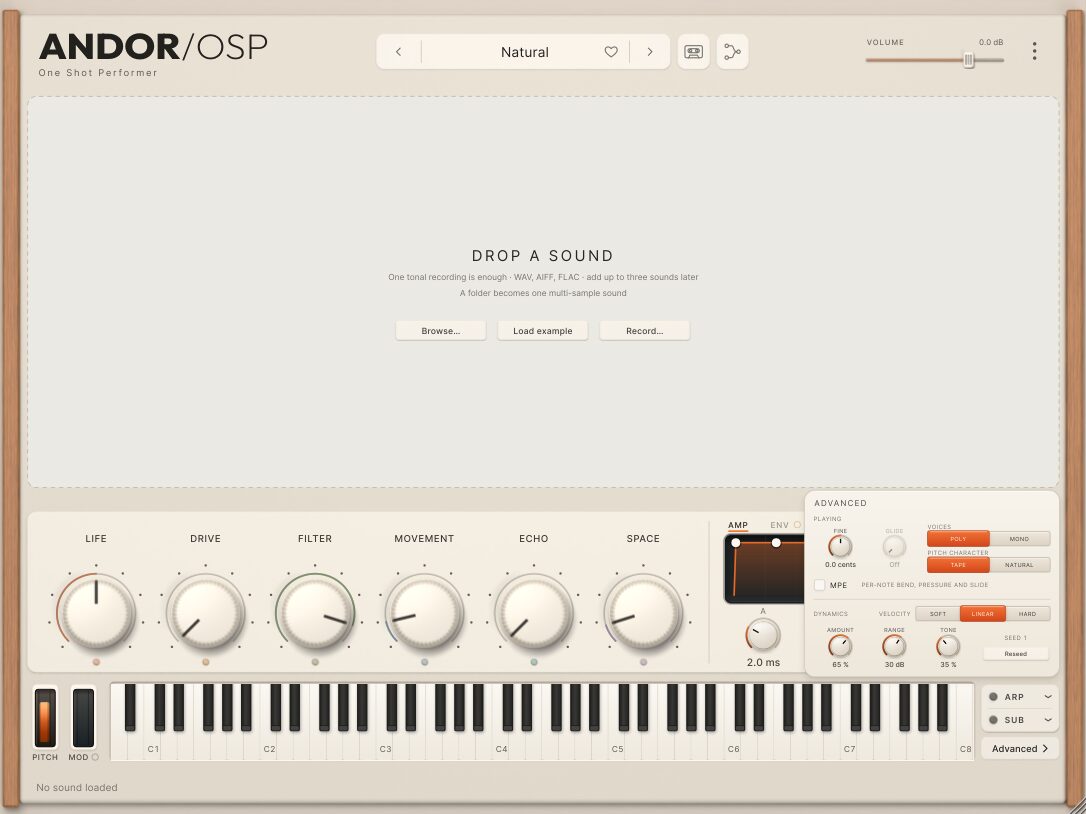 ANDOR/OSP
One Shot Performer
Natural
VOLUME 0.0 dB
DROP A SOUND
One tonal recording is enough · WAV, AIFF, FLAC · add up to three sounds later
A folder becomes one multi-sample sound
Browse...
Load example
Record...
LIFE
DRIVE
FILTER
MOVEMENT
ECHO
SPACE
AMP
ENV
A
2.0 ms
ADVANCED
PLAYING
FINE
0.0 cents
GLIDE
Off
VOICES
POLY
MONO
PITCH CHARACTER
TAPE
NATURAL
MPE
PER-NOTE BEND, PRESSURE AND SLIDE
DYNAMICS
VELOCITY
SOFT
LINEAR
HARD
AMOUNT
65 %
RANGE
30 dB
TONE
35 %
SEED 1
Reseed
PITCH
MOD
C1
C2
C3
C4
C5
C6
C7
C8
ARP
SUB
Advanced
No sound loaded